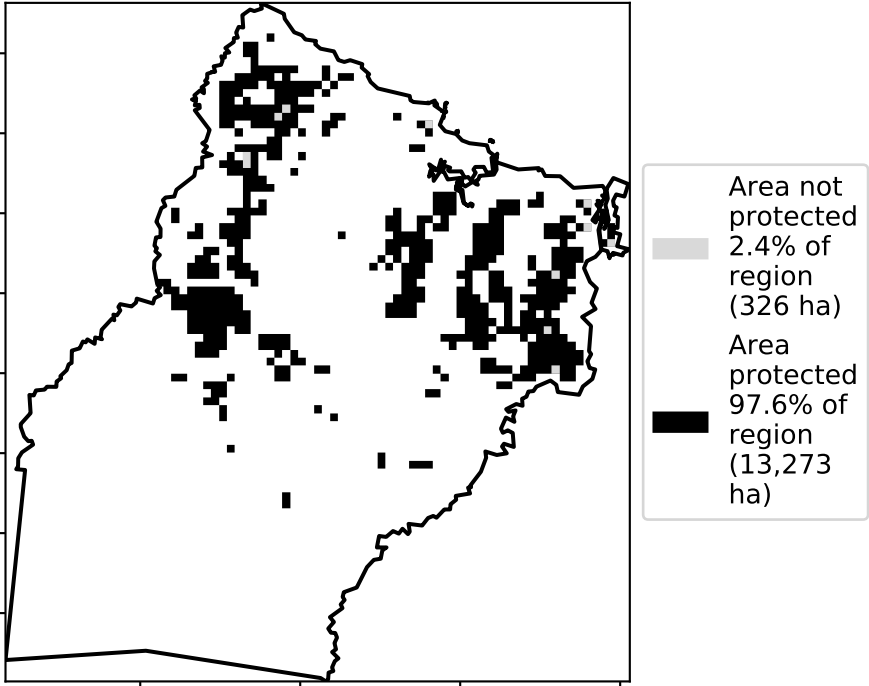 Area not
protected
2.4% of
region
(326 ha)
Area
protected
97.6% of
region
(13,273
ha)